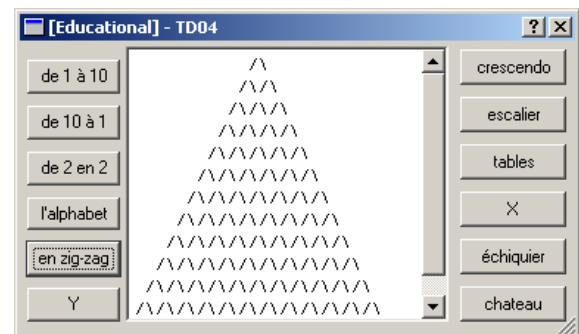 [Educational] - TD04
de 1 à 10
de 10 à 1
de 2 en 2
l'alphabet
en zig-zag
Y
/\
/\/\
/\/\/\
/\/\/\/\
/\/\/\/\/\
/\/\/\/\/\/\
/\/\/\/\/\/\/\
/\/\/\/\/\/\/\/\
/\/\/\/\/\/\/\/\/\
/\/\/\/\/\/\/\/\/\/\
/\/\/\/\/\/\/\/\/\/\/\
/\/\/\/\/\/\/\/\/\/\/\/\
crescendo
escalier
tables
X
échiquier
chateau